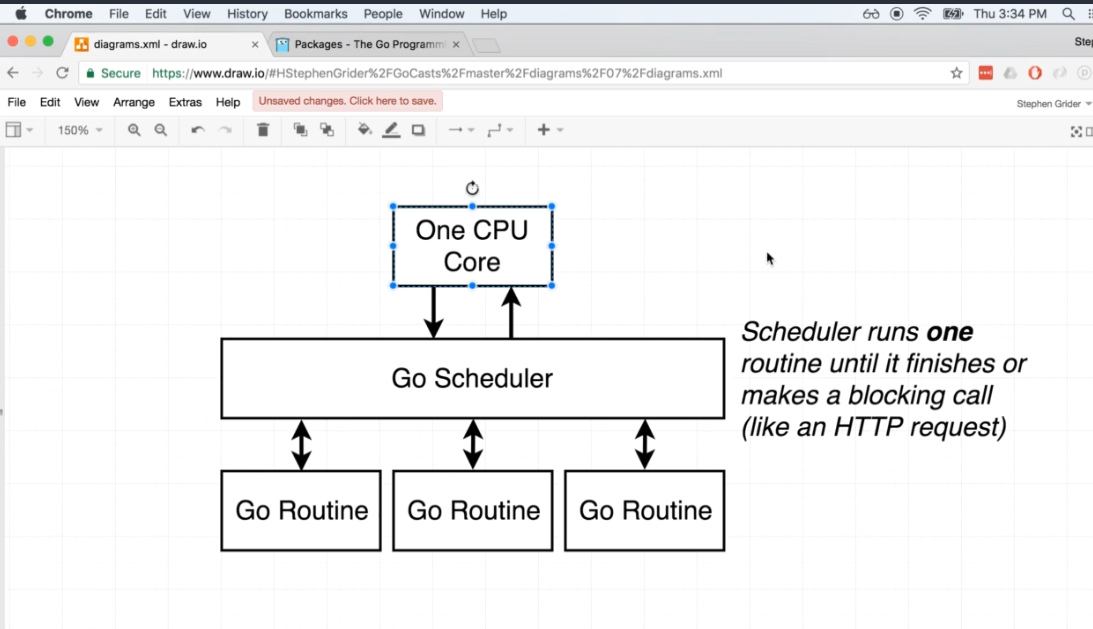 Chrome File Edit View History Bookmarks People Window Help Thu 3:34 PM
diagrams.xml - draw.io × Packages - The Go Programm ×
Secure https://www.draw.io/#HStephenGrider%2FGoCasts%2Fmaster%2Fdiagrams%2F07%2Fdiagrams.xml
File Edit View Arrange Extras Help Unsaved changes. Click here to save. Stephen Grider
150%
One CPU
Core
Go Scheduler
Scheduler runs one
routine until it finishes or
makes a blocking call
(like an HTTP request)
Go Routine Go Routine Go Routine